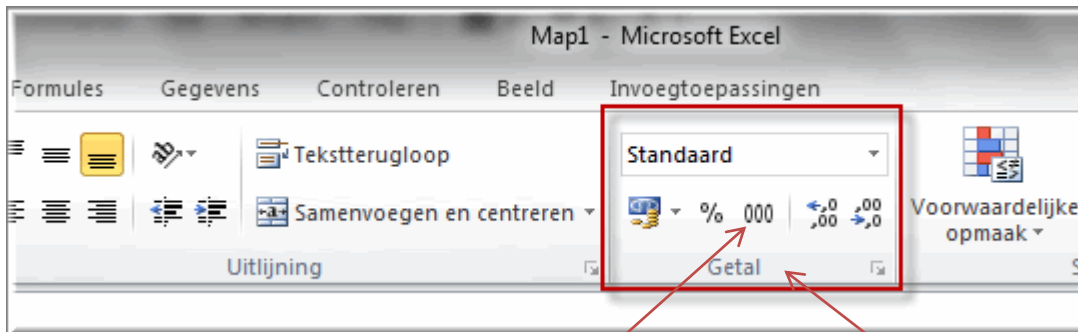 Map1 - Microsoft Excel
Formules Gegevens Controleren Beeld Invoegtoepassingen
Tekstterugloop
Samenvoegen en centreren
Uitlijning
Standaard
% 000 ,0 ,00 ,00 ,0
Getal
Voorwaardelijke
opmaak